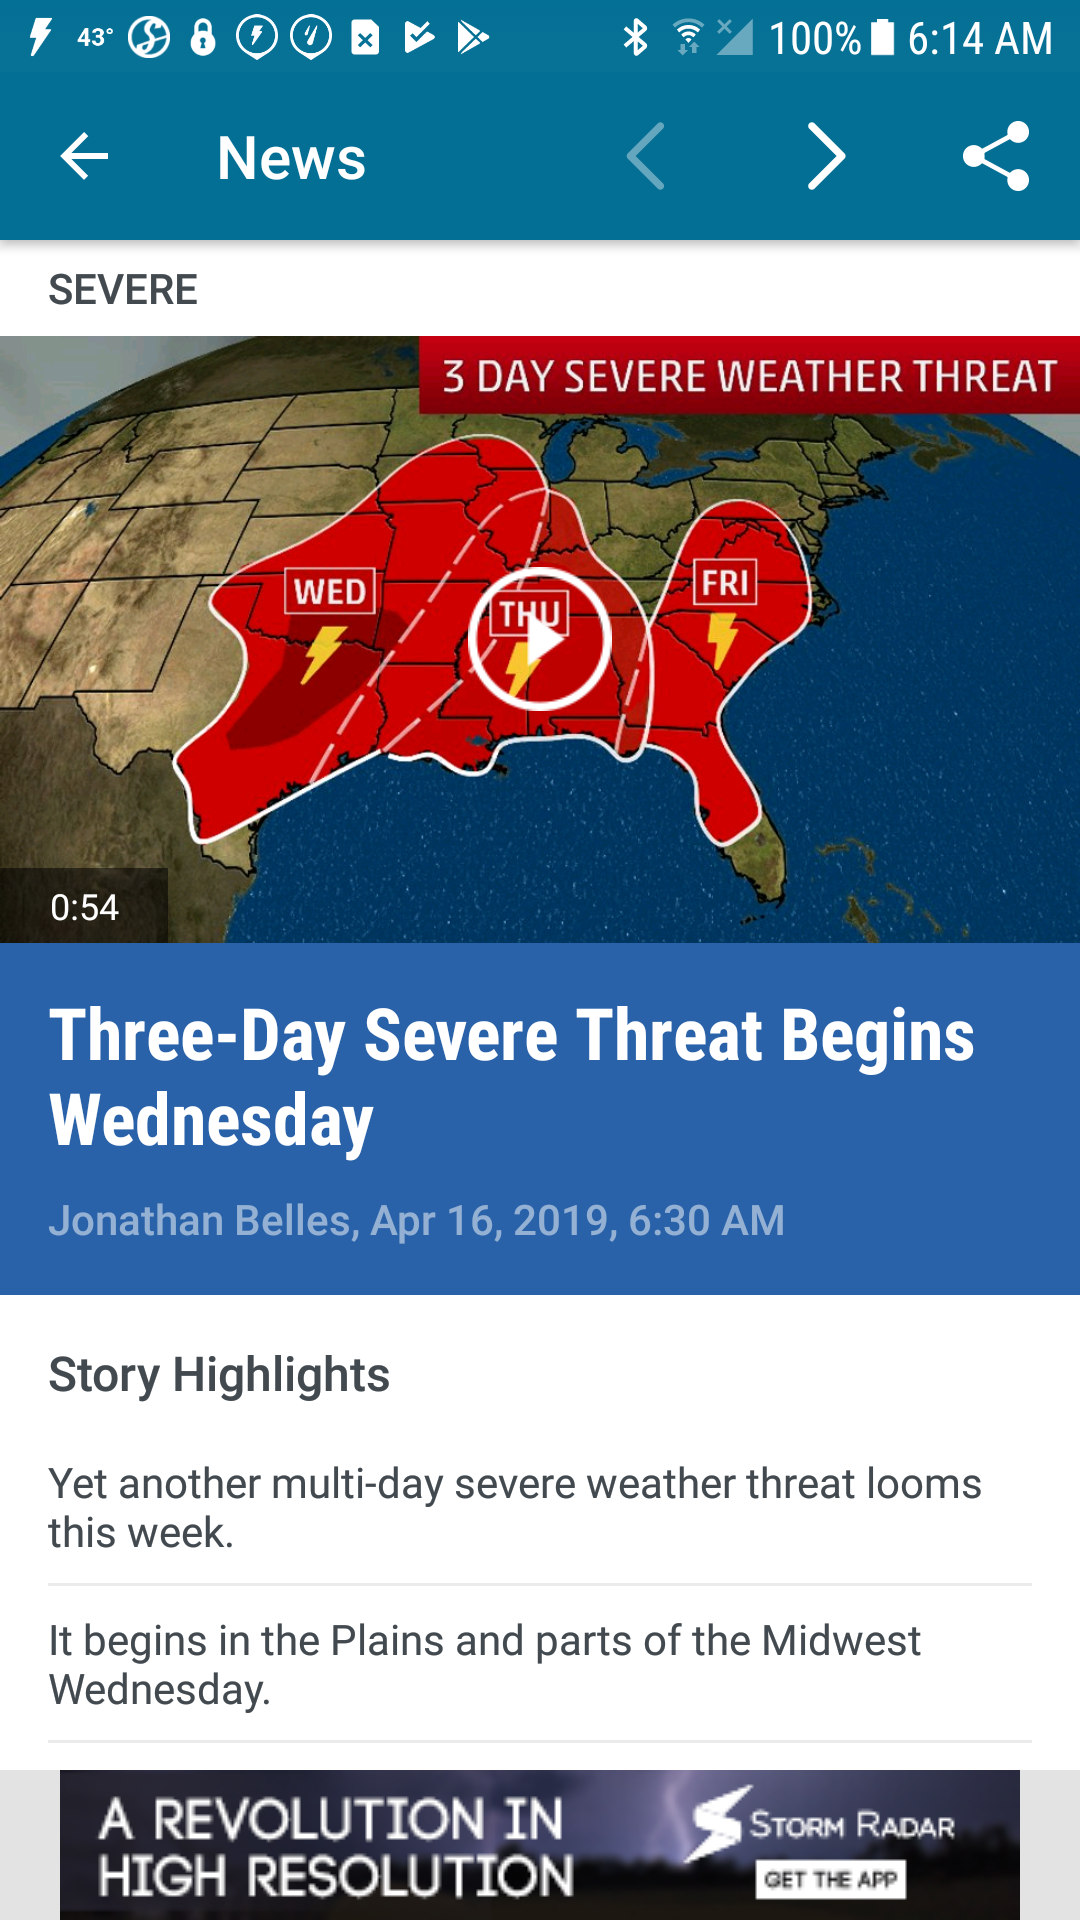 43° 100% 6:14 AM
News
SEVERE
3 DAY SEVERE WEATHER THREAT
WED
THU
FRI
0:54
Three-Day Severe Threat Begins
Wednesday
Jonathan Belles, Apr 16, 2019, 6:30 AM
Story Highlights
Yet another multi-day severe weather threat looms
this week.
It begins in the Plains and parts of the Midwest
Wednesday.
A REVOLUTION IN
HIGH RESOLUTION
STORM RADAR
GET THE APP